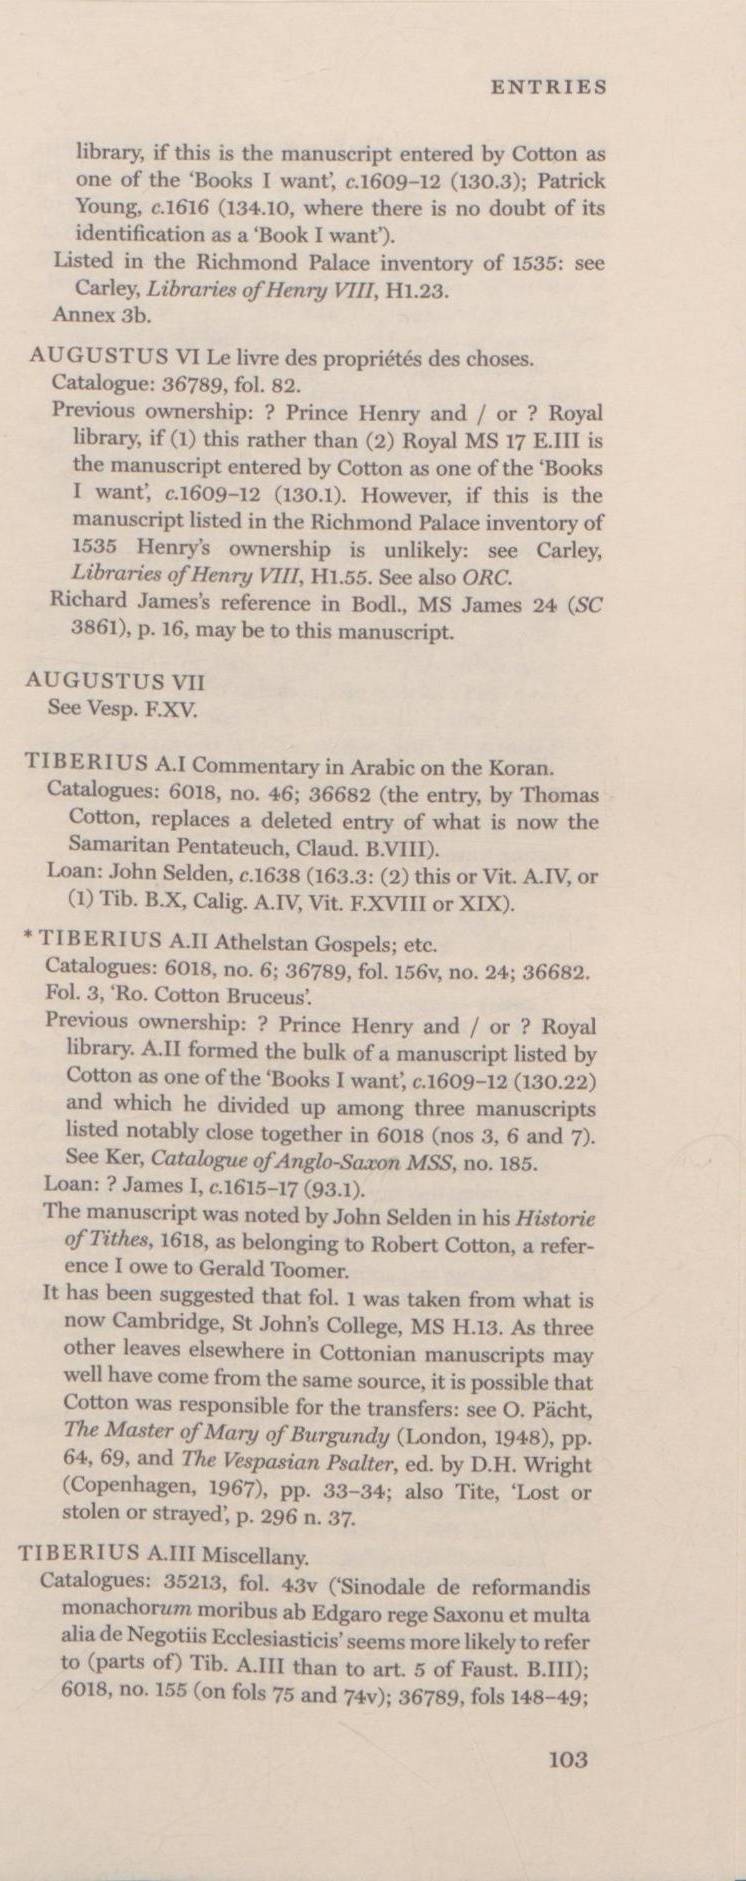 ENTRIES
library, if this is the manuscript entered by Cotton as
one of the ‘Books I want’, c.1609–12 (130.3); Patrick
Young, c.1616 (134.10, where there is no doubt of its
identification as a ‘Book I want’).
Listed in the Richmond Palace inventory of 1535: see
Carley, Libraries of Henry VIII, H1.23.
Annex 3b.
AUGUSTUS VI Le livre des propriétés des choses.
Catalogue: 36789, fol. 82.
Previous ownership: ? Prince Henry and / or ? Royal
library, if (1) this rather than (2) Royal MS 17 E.III is
the manuscript entered by Cotton as one of the ‘Books
I want’, c.1609–12 (130.1). However, if this is the
manuscript listed in the Richmond Palace inventory of
1535 Henry’s ownership is unlikely: see Carley,
Libraries of Henry VIII, H1.55. See also ORC.
Richard James’s reference in Bodl., MS James 24 (SC
3861), p. 16, may be to this manuscript.
AUGUSTUS VII
See Vesp. F.XV.
TIBERIUS A.I Commentary in Arabic on the Koran.
Catalogues: 6018, no. 46; 36682 (the entry, by Thomas
Cotton, replaces a deleted entry of what is now the
Samaritan Pentateuch, Claud. B.VIII).
Loan: John Selden, c.1638 (163.3: (2) this or Vit. A.IV, or
(1) Tib. B.X, Calig. A.IV, Vit. F.XVIII or XIX).
* TIBERIUS A.II Athelstan Gospels; etc.
Catalogues: 6018, no. 6; 36789, fol. 156v, no. 24; 36682.
Fol. 3, ‘Ro. Cotton Bruceus’.
Previous ownership: ? Prince Henry and / or ? Royal
library. A.II formed the bulk of a manuscript listed by
Cotton as one of the ‘Books I want’, c.1609–12 (130.22)
and which he divided up among three manuscripts
listed notably close together in 6018 (nos 3, 6 and 7).
See Ker, Catalogue of Anglo-Saxon MSS, no. 185.
Loan: ? James I, c.1615–17 (93.1).
The manuscript was noted by John Selden in his Historie
of Tithes, 1618, as belonging to Robert Cotton, a refer-
ence I owe to Gerald Toomer.
It has been suggested that fol. 1 was taken from what is
now Cambridge, St John’s College, MS H.13. As three
other leaves elsewhere in Cottonian manuscripts may
well have come from the same source, it is possible that
Cotton was responsible for the transfers: see O. Pächt,
The Master of Mary of Burgundy (London, 1948), pp.
64, 69, and The Vespasian Psalter, ed. by D.H. Wright
(Copenhagen, 1967), pp. 33–34; also Tite, ‘Lost or
stolen or strayed’, p. 296 n. 37.
TIBERIUS A.III Miscellany.
Catalogues: 35213, fol. 43v (‘Sinodale de reformandis
monachorum moribus ab Edgaro rege Saxonu et multa
alia de Negotiis Ecclesiasticis’ seems more likely to refer
to (parts of) Tib. A.III than to art. 5 of Faust. B.III);
6018, no. 155 (on fols 75 and 74v); 36789, fols 148–49;
103